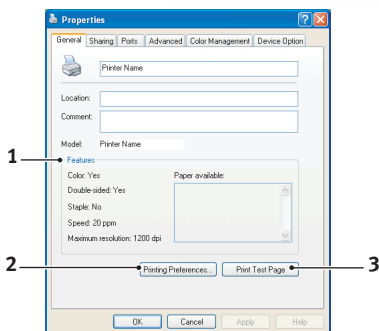 Properties
General Sharing Ports Advanced Color Management Device Option
Printer Name
Location:
Comment:
Model: Printer Name
1
Features
Color: Yes Paper available:
Double-sided: Yes
Staple: No
Speed: 20 ppm
Maximum resolution: 1200 dpi
2 Printing Preferences... Print Test Page 3
OK Cancel Apply Help